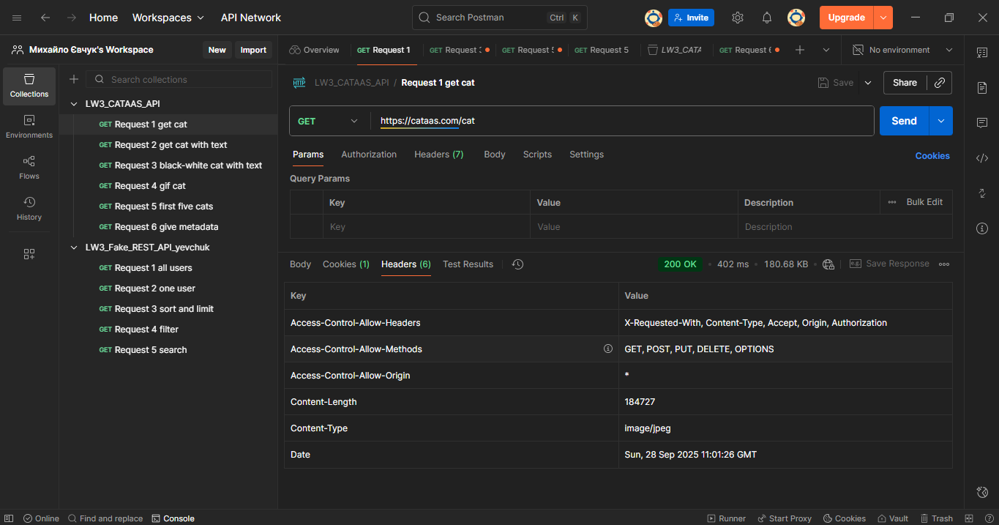 Home Workspaces API Network Search Postman Ctrl K Invite Upgrade
Михайло Євчук's Workspace New Import
Overview GET Request 1 GET Request GET Request GET Request 5 LW3_CATA GET Request
No environment
Collections
Environments
Flows
History
Search collections
LW3_CATAAS_API
GET Request 1 get cat
GET Request 2 get cat with text
GET Request 3 black-white cat with text
GET Request 4 gif cat
GET Request 5 first five cats
GET Request 6 give metadata
LW3_Fake_REST_API_yevchuk
GET Request 1 all users
GET Request 2 one user
GET Request 3 sort and limit
GET Request 4 filter
GET Request 5 search
HTTP LW3_CATAAS_API / Request 1 get cat Save Share
GET https://cataas.com/cat Send
Params Authorization Headers (7) Body Scripts Settings Cookies
Query Params
Key Value Description Bulk Edit
Key Value Description
Body Cookies (1) Headers (6) Test Results 200 OK 402 ms 180.68 KB e.g. Save Response
Key Value
Access-Control-Allow-Headers X-Requested-With, Content-Type, Accept, Origin, Authorization
Access-Control-Allow-Methods GET, POST, PUT, DELETE, OPTIONS
Access-Control-Allow-Origin *
Content-Length 184727
Content-Type image/jpeg
Date Sun, 28 Sep 2025 11:01:26 GMT
Online Find and replace Console Runner Start Proxy Cookies Vault Trash